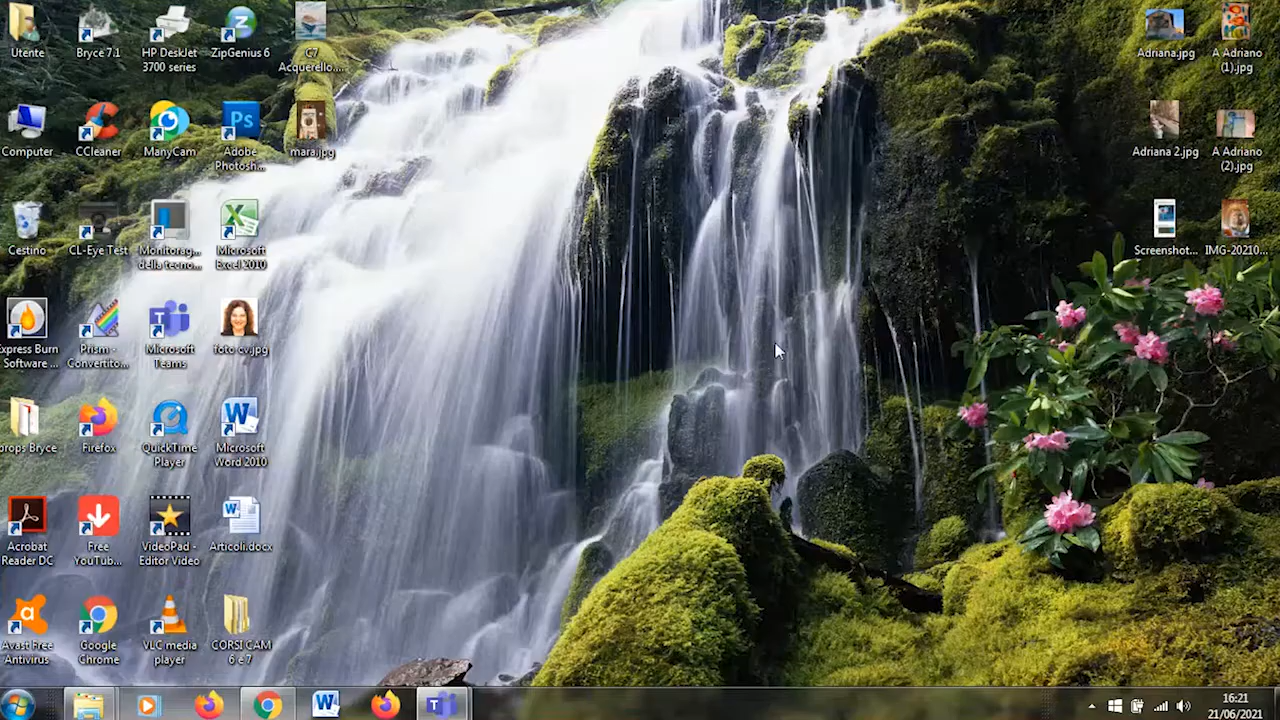 Utente
Bryce 7.1
HP DeskJet
3700 series
ZipGenius 6
C7
Acquerello....
Computer
CCleaner
ManyCam
Adobe
Photosh...
mara.jpg
Cestino
CL-Eye Test
Monitorag...
della tecno...
Microsoft
Excel 2010
Express Burn
Software ...
Prism -
Convertito...
Microsoft
Teams
foto cv.jpg
props Bryce
Firefox
QuickTime
Player
Microsoft
Word 2010
Acrobat
Reader DC
Free
YouTub...
VideoPad -
Editor Video
Articoli.docx
Avast Free
Antivirus
Google
Chrome
VLC media
player
CORSI CAM
6 e 7
Adriana.jpg
A Adriano
(1).jpg
Adriana 2.jpg
A Adriano
(2).jpg
Screenshot...
IMG-20210...
16:21
21/06/2021